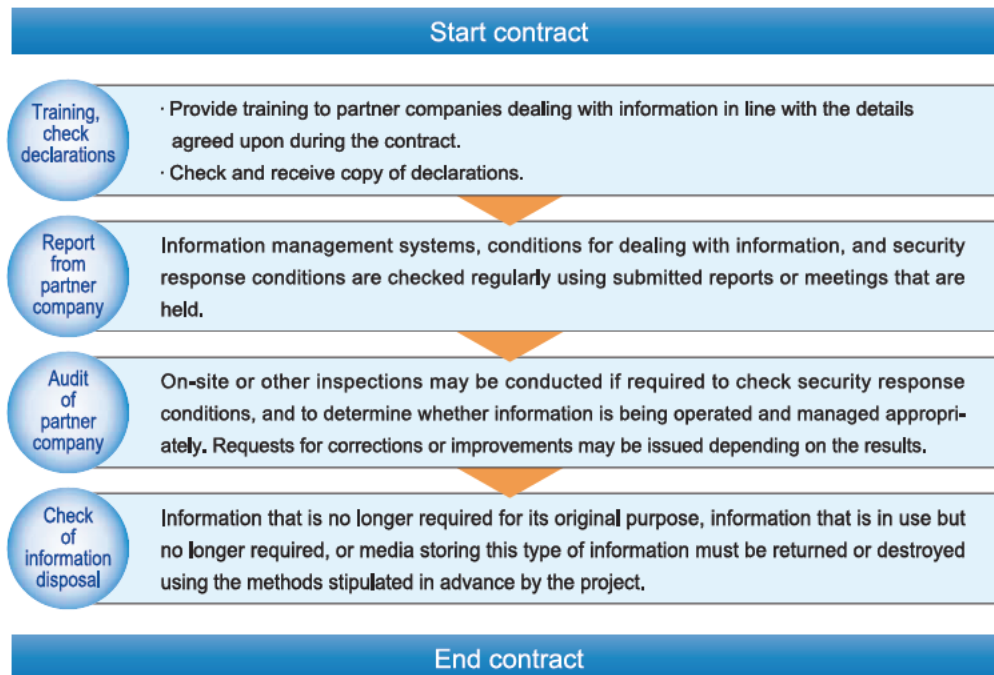 Start contract
Training,
check
declarations
· Provide training to partner companies dealing with information in line with the details
agreed upon during the contract.
· Check and receive copy of declarations.
Report
from
partner
company
Information management systems, conditions for dealing with information, and security
response conditions are checked regularly using submitted reports or meetings that are
held.
Audit
of
partner
company
On-site or other inspections may be conducted if required to check security response
conditions, and to determine whether information is being operated and managed appropri-
ately. Requests for corrections or improvements may be issued depending on the results.
Check
of
information
disposal
Information that is no longer required for its original purpose, information that is in use but
no longer required, or media storing this type of information must be returned or destroyed
using the methods stipulated in advance by the project.
End contract